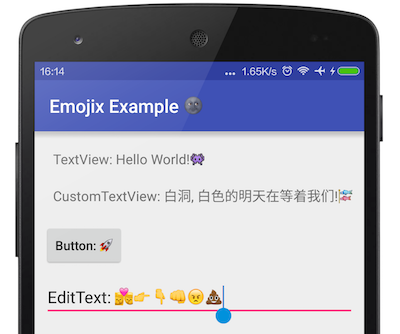 16:14 ... 1.65K/s
Emojix Example 🌚
TextView: Hello World!👾
CustomTextView: 白洞, 白色的明天在等着我们!🎏
Button: 🚀
EditText: 💏👉👇👊😠💩